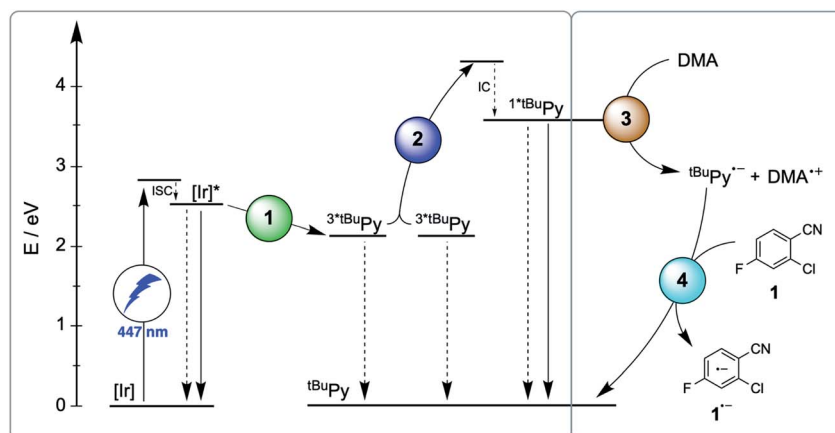 E / eV
4
3
2
1
0
447 nm
[Ir]
ISC
[Ir]*
1
³*ᵗᴮᵘPy
³*ᵗᴮᵘPy
2
IC
¹*ᵗᴮᵘPy
ᵗᴮᵘPy
3
DMA
ᵗᴮᵘPy•− + DMA•+
4
CN
F
Cl
1
CN
•−
F
Cl
1•−